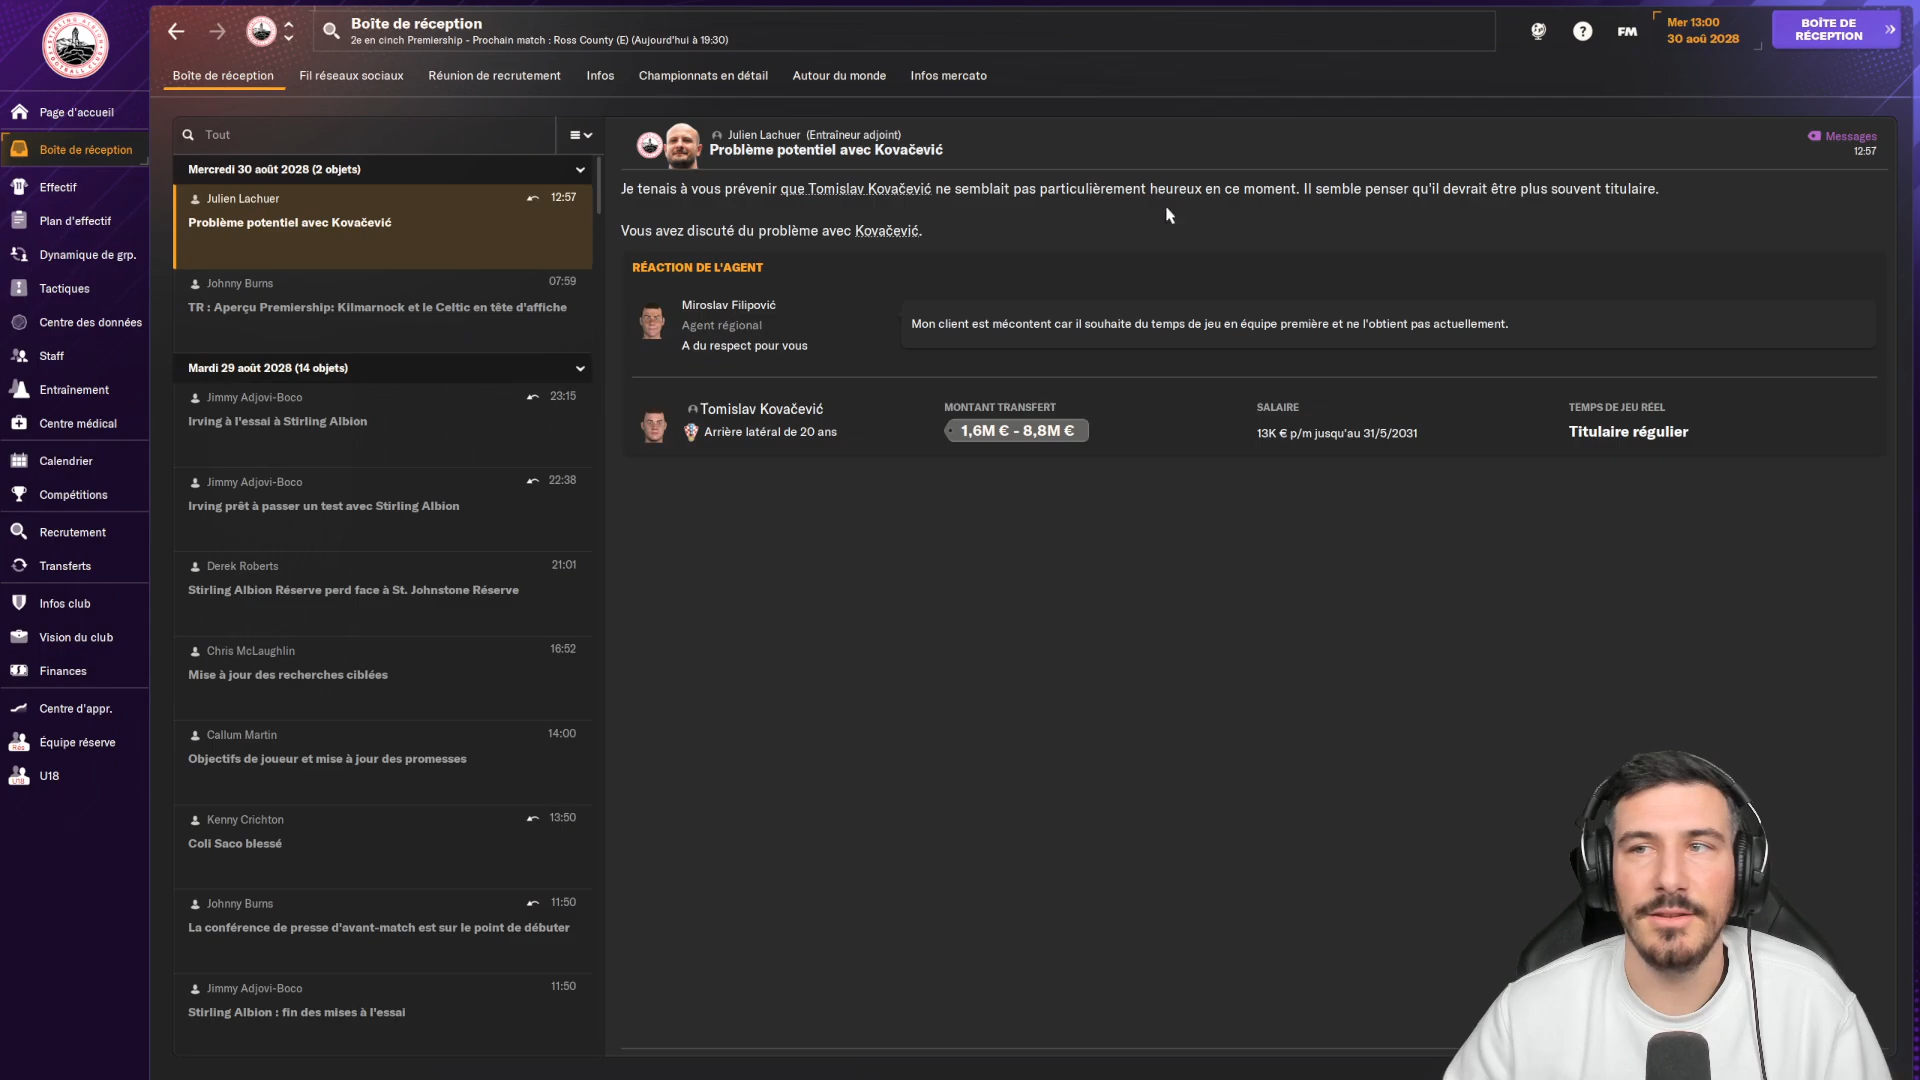 Boîte de réception
2e en cinch Premiership - Prochain match : Ross County (E) (Aujourd'hui à 19:30)
FM
Mer 13:00
30 aoû 2028
BOÎTE DE
RÉCEPTION
Boîte de réception
Fil réseaux sociaux
Réunion de recrutement
Infos
Championnats en détail
Autour du monde
Infos mercato
Page d'accueil
Boîte de réception
Effectif
Plan d'effectif
Dynamique de grp.
Tactiques
Centre des données
Staff
Entraînement
Centre médical
Calendrier
Compétitions
Recrutement
Transferts
Infos club
Vision du club
Finances
Centre d'appr.
Équipe réserve
U18
Tout
Mercredi 30 août 2028 (2 objets)
Julien Lachuer 12:57
Problème potentiel avec Kovačević
Johnny Burns 07:59
TR : Aperçu Premiership: Kilmarnock et le Celtic en tête d'affiche
Mardi 29 août 2028 (14 objets)
Jimmy Adjovi-Boco 23:15
Irving à l'essai à Stirling Albion
Jimmy Adjovi-Boco 22:38
Irving prêt à passer un test avec Stirling Albion
Derek Roberts 21:01
Stirling Albion Réserve perd face à St. Johnstone Réserve
Chris McLaughlin 16:52
Mise à jour des recherches ciblées
Callum Martin 14:00
Objectifs de joueur et mise à jour des promesses
Kenny Crichton 13:50
Coli Saco blessé
Johnny Burns 11:50
La conférence de presse d'avant-match est sur le point de débuter
Jimmy Adjovi-Boco 11:50
Stirling Albion : fin des mises à l'essai
Julien Lachuer (Entraîneur adjoint)
Problème potentiel avec Kovačević
Messages
12:57
Je tenais à vous prévenir que Tomislav Kovačević ne semblait pas particulièrement heureux en ce moment. Il semble penser qu'il devrait être plus souvent titulaire.
Vous avez discuté du problème avec Kovačević.
RÉACTION DE L'AGENT
Miroslav Filipović
Agent régional
A du respect pour vous
Mon client est mécontent car il souhaite du temps de jeu en équipe première et ne l'obtient pas actuellement.
Tomislav Kovačević
Arrière latéral de 20 ans
MONTANT TRANSFERT
1,6M € - 8,8M €
SALAIRE
13K € p/m jusqu'au 31/5/2031
TEMPS DE JEU RÉEL
Titulaire régulier